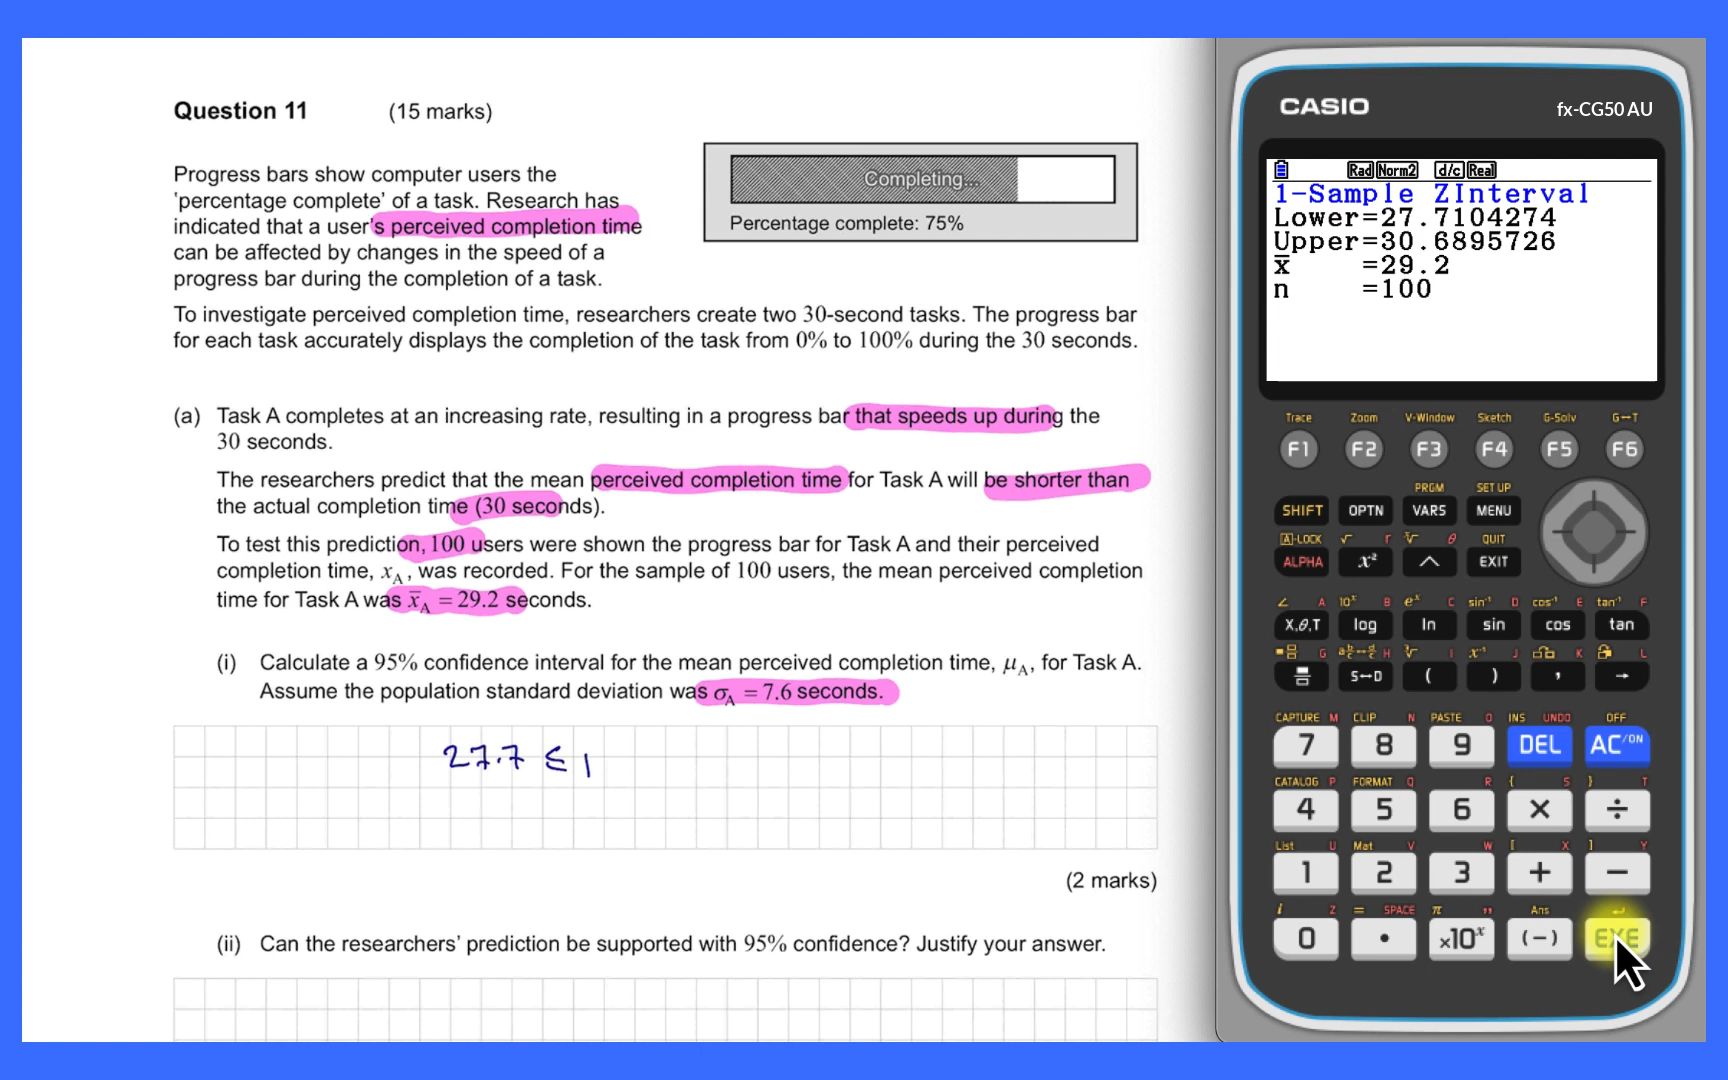 Question 11 (15 marks)
Progress bars show computer users the
'percentage complete' of a task. Research has
indicated that a user's perceived completion time
can be affected by changes in the speed of a
progress bar during the completion of a task.
Completing...
Percentage complete: 75%
To investigate perceived completion time, researchers create two 30-second tasks. The progress bar
for each task accurately displays the completion of the task from 0% to 100% during the 30 seconds.
(a) Task A completes at an increasing rate, resulting in a progress bar that speeds up during the
30 seconds.
The researchers predict that the mean perceived completion time for Task A will be shorter than
the actual completion time (30 seconds).
To test this prediction, 100 users were shown the progress bar for Task A and their perceived
completion time, x_A, was recorded. For the sample of 100 users, the mean perceived completion
time for Task A was x̄_A = 29.2 seconds.
(i) Calculate a 95% confidence interval for the mean perceived completion time, μ_A, for Task A.
Assume the population standard deviation was σ_A = 7.6 seconds.
27.7 ≤
(2 marks)
(ii) Can the researchers' prediction be supported with 95% confidence? Justify your answer.
CASIO fx-CG50 AU
Rad Norm2 d/c Real
1-Sample ZInterval
Lower=27.7104274
Upper=30.6895726
x̄ =29.2
n =100
Trace Zoom V-Window Sketch G-Solv G↔T
F1 F2 F3 F4 F5 F6
PRGM SET UP
SHIFT OPTN VARS MENU
A-LOCK √ r θ QUIT
ALPHA x² ^ EXIT
∠ A 10ˣ B eˣ C sin⁻¹ D cos⁻¹ E tan⁻¹ F
X,θ,T log ln sin cos tan
G H I x⁻¹ J K L
S↔D ( ) , →
CAPTURE M CLIP N PASTE O INS UNDO OFF
7 8 9 DEL AC/ON
CATALOG P FORMAT Q R { S } T
4 5 6 × ÷
List U Mat V W [ X ] Y
1 2 3 + −
i Z = SPACE π " Ans
0 • ×10ˣ (−) EXE